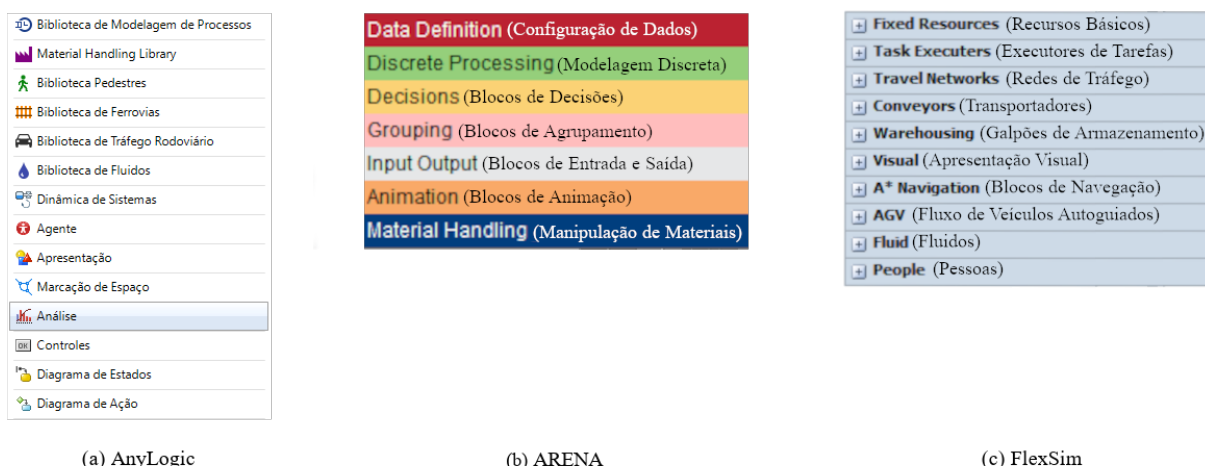 Biblioteca de Modelagem de Processos
Material Handling Library
Biblioteca Pedestres
Biblioteca de Ferrovias
Biblioteca de Tráfego Rodoviário
Biblioteca de Fluidos
Dinâmica de Sistemas
Agente
Apresentação
Marcação de Espaço
Análise
OK Controles
Diagrama de Estados
Diagrama de Ação
(a) AnyLogic
Data Definition (Configuração de Dados)
Discrete Processing (Modelagem Discreta)
Decisions (Blocos de Decisões)
Grouping (Blocos de Agrupamento)
Input Output (Blocos de Entrada e Saída)
Animation (Blocos de Animação)
Material Handling (Manipulação de Materiais)
(b) ARENA
Fixed Resources (Recursos Básicos)
Task Executers (Executores de Tarefas)
Travel Networks (Redes de Tráfego)
Conveyors (Transportadores)
Warehousing (Galpões de Armazenamento)
Visual (Apresentação Visual)
A* Navigation (Blocos de Navegação)
AGV (Fluxo de Veículos Autoguiados)
Fluid (Fluidos)
People (Pessoas)
(c) FlexSim